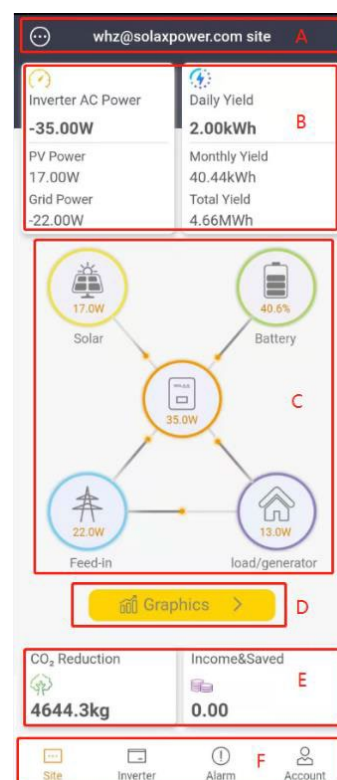 whz@solaxpower.com site
A
Inverter AC Power
-35.00W
PV Power
17.00W
Grid Power
-22.00W
Daily Yield
2.00kWh
B
Monthly Yield
40.44kWh
Total Yield
4.66MWh
17.0W
Solar
40.6%
Battery
35.0W
C
22.0W
Feed-in
13.0W
load/generator
Graphics >
D
CO₂ Reduction
4644.3kg
Income&Saved
0.00
E
Site
Inverter
Alarm
F
Account